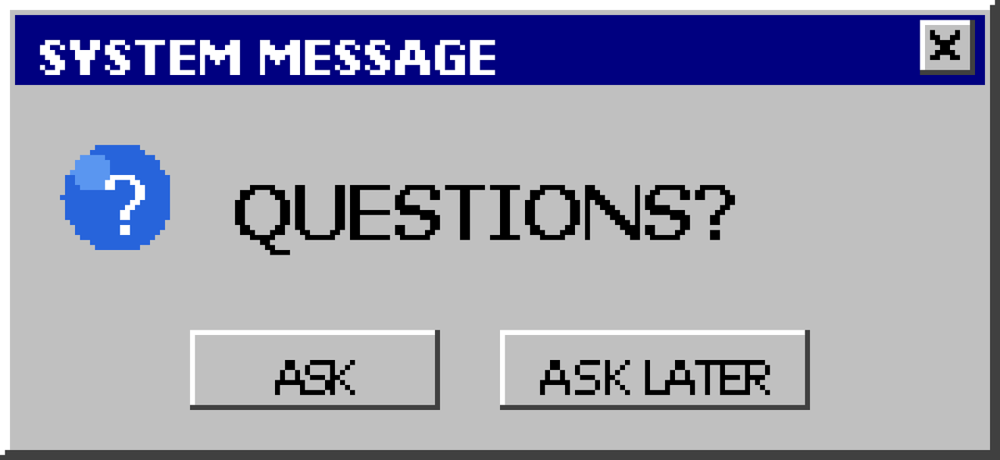 SYSTEM MESSAGE
?
QUESTIONS?
ASK
ASK LATER